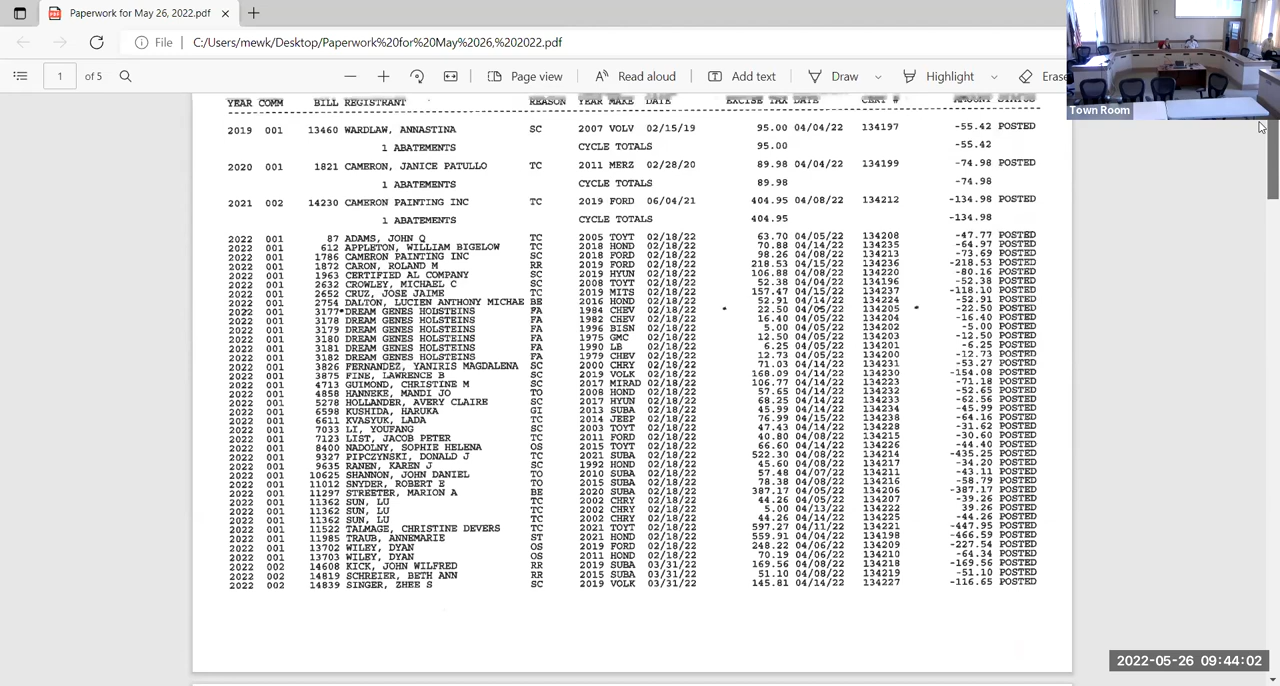 Paperwork for May 26, 2022.pdf
File C:/Users/mewk/Desktop/Paperwork%20for%20May%2026,%202022.pdf
1 of 5 Page view Read aloud Add text Draw Highlight Erase
Town Room
YEAR COMM BILL REGISTRANT REASON YEAR MAKE DATE EXCISE TAX DATE CERT # AMOUNT STATUS
2019 001 13460 WARDLAW, ANNASTINA SC 2007 VOLV 02/15/19 95.00 04/04/22 134197 -55.42 POSTED
1 ABATEMENTS CYCLE TOTALS 95.00 -55.42
2020 001 1821 CAMERON, JANICE PATULLO TC 2011 MERZ 02/28/20 89.98 04/04/22 134199 -74.98 POSTED
1 ABATEMENTS CYCLE TOTALS 89.98 -74.98
2021 002 14230 CAMERON PAINTING INC TC 2019 FORD 06/04/21 404.95 04/08/22 134212 -134.98 POSTED
1 ABATEMENTS CYCLE TOTALS 404.95 -134.98
2022 001 87 ADAMS, JOHN Q TC 2005 TOYT 02/18/22 63.70 04/05/22 134208 -47.77 POSTED
2022 001 612 APPLETON, WILLIAM BIGELOW TC 2018 HOND 02/18/22 70.88 04/14/22 134235 -64.97 POSTED
2022 001 1786 CAMERON PAINTING INC SC 2018 FORD 02/18/22 98.26 04/08/22 134213 -73.69 POSTED
2022 001 1872 CARON, ROLAND M RR 2019 FORD 02/18/22 218.53 04/15/22 134236 -218.53 POSTED
2022 001 1963 CERTIFIED AL COMPANY SC 2019 HYUN 02/18/22 106.88 04/08/22 134220 -80.16 POSTED
2022 001 2632 CROWLEY, MICHAEL C SC 2008 TOYT 02/18/22 52.38 04/04/22 134196 -52.38 POSTED
2022 001 2652 CRUZ, JOSE JAIME TC 2019 MITS 02/18/22 157.47 04/15/22 134237 -118.10 POSTED
2022 001 2754 DALTON, LUCIEN ANTHONY MICHAE BE 2016 HOND 02/18/22 52.91 04/14/22 134224 -52.91 POSTED
2022 001 3177 DREAM GENES HOLSTEINS FA 1984 CHEV 02/18/22 22.50 04/05/22 134205 -22.50 POSTED
2022 001 3178 DREAM GENES HOLSTEINS FA 1982 CHEV 02/18/22 16.40 04/05/22 134204 -16.40 POSTED
2022 001 3179 DREAM GENES HOLSTEINS FA 1996 BISN 02/18/22 5.00 04/05/22 134202 -5.00 POSTED
2022 001 3180 DREAM GENES HOLSTEINS FA 1975 GMC 02/18/22 12.50 04/05/22 134203 -12.50 POSTED
2022 001 3181 DREAM GENES HOLSTEINS FA 1990 LB 02/18/22 6.25 04/05/22 134201 -6.25 POSTED
2022 001 3182 DREAM GENES HOLSTEINS FA 1979 CHEV 02/18/22 12.73 04/05/22 134200 -12.73 POSTED
2022 001 3826 FERNANDEZ, YANIRIS MAGDALENA SC 2000 CHRY 02/18/22 71.03 04/14/22 134231 -53.27 POSTED
2022 001 3875 FINE, LAWRENCE B SC 2019 VOLK 02/18/22 168.09 04/14/22 134230 -154.08 POSTED
2022 001 4713 GUIMOND, CHRISTINE M SC 2017 MIRAD 02/18/22 106.77 04/14/22 134223 -71.18 POSTED
2022 001 4858 HANNEKE, MANDI JO TO 2008 HOND 02/18/22 57.65 04/14/22 134232 -52.65 POSTED
2022 001 5278 HOLLANDER, AVERY CLAIRE SC 2017 HYUN 02/18/22 68.25 04/14/22 134233 -62.56 POSTED
2022 001 6598 KUSHIDA, HARUKA GI 2013 SUBA 02/18/22 45.99 04/14/22 134234 -45.99 POSTED
2022 001 6611 KVASYUK, LADA TC 2014 JEEP 02/18/22 76.99 04/15/22 134238 -64.16 POSTED
2022 001 7033 LI, YOUFANG SC 2003 TOYT 02/18/22 47.43 04/14/22 134228 -31.62 POSTED
2022 001 7123 LIST, JACOB PETER TC 2011 FORD 02/18/22 40.80 04/08/22 134215 -30.60 POSTED
2022 001 8400 NADOLNY, SOPHIE HELENA OS 2015 TOYT 02/18/22 66.60 04/14/22 134226 -44.40 POSTED
2022 001 9327 PIPCZYNSKI, DONALD J TC 2021 SUBA 02/18/22 522.30 04/08/22 134214 -435.25 POSTED
2022 001 9635 RANEN, KAREN J SC 1992 HOND 02/18/22 45.60 04/08/22 134217 -34.20 POSTED
2022 001 10625 SHANNON, JOHN DANIEL TO 2010 SUBA 02/18/22 57.48 04/07/22 134211 -43.11 POSTED
2022 001 11012 SNYDER, ROBERT E TO 2015 SUBA 02/18/22 78.38 04/08/22 134216 -58.79 POSTED
2022 001 11297 STREETER, MARION A BE 2020 SUBA 02/18/22 387.17 04/05/22 134206 -387.17 POSTED
2022 001 11362 SUN, LU TC 2002 CHRY 02/18/22 44.26 04/05/22 134207 -39.26 POSTED
2022 001 11362 SUN, LU TC 2002 CHRY 02/18/22 5.00 04/13/22 134222 39.26 POSTED
2022 001 11362 SUN, LU TC 2002 CHRY 02/18/22 44.26 04/14/22 134225 -44.26 POSTED
2022 001 11522 TALMAGE, CHRISTINE DEVERS TC 2021 TOYT 02/18/22 597.27 04/11/22 134221 -447.95 POSTED
2022 001 11985 TRAUB, ANNEMARIE ST 2021 HOND 02/18/22 559.91 04/04/22 134198 -466.59 POSTED
2022 001 13702 WILEY, DYAN OS 2019 FORD 02/18/22 248.22 04/06/22 134209 -227.54 POSTED
2022 001 13703 WILEY, DYAN OS 2011 HOND 02/18/22 70.19 04/06/22 134210 -64.34 POSTED
2022 002 14608 KICK, JOHN WILFRED RR 2019 SUBA 03/31/22 169.56 04/08/22 134218 -169.56 POSTED
2022 002 14819 SCHREIER, BETH ANN RR 2015 SUBA 03/31/22 51.10 04/08/22 134219 -51.10 POSTED
2022 002 14839 SINGER, ZHEE S SC 2019 VOLK 03/31/22 145.81 04/14/22 134227 -116.65 POSTED
2022-05-26 09:44:02